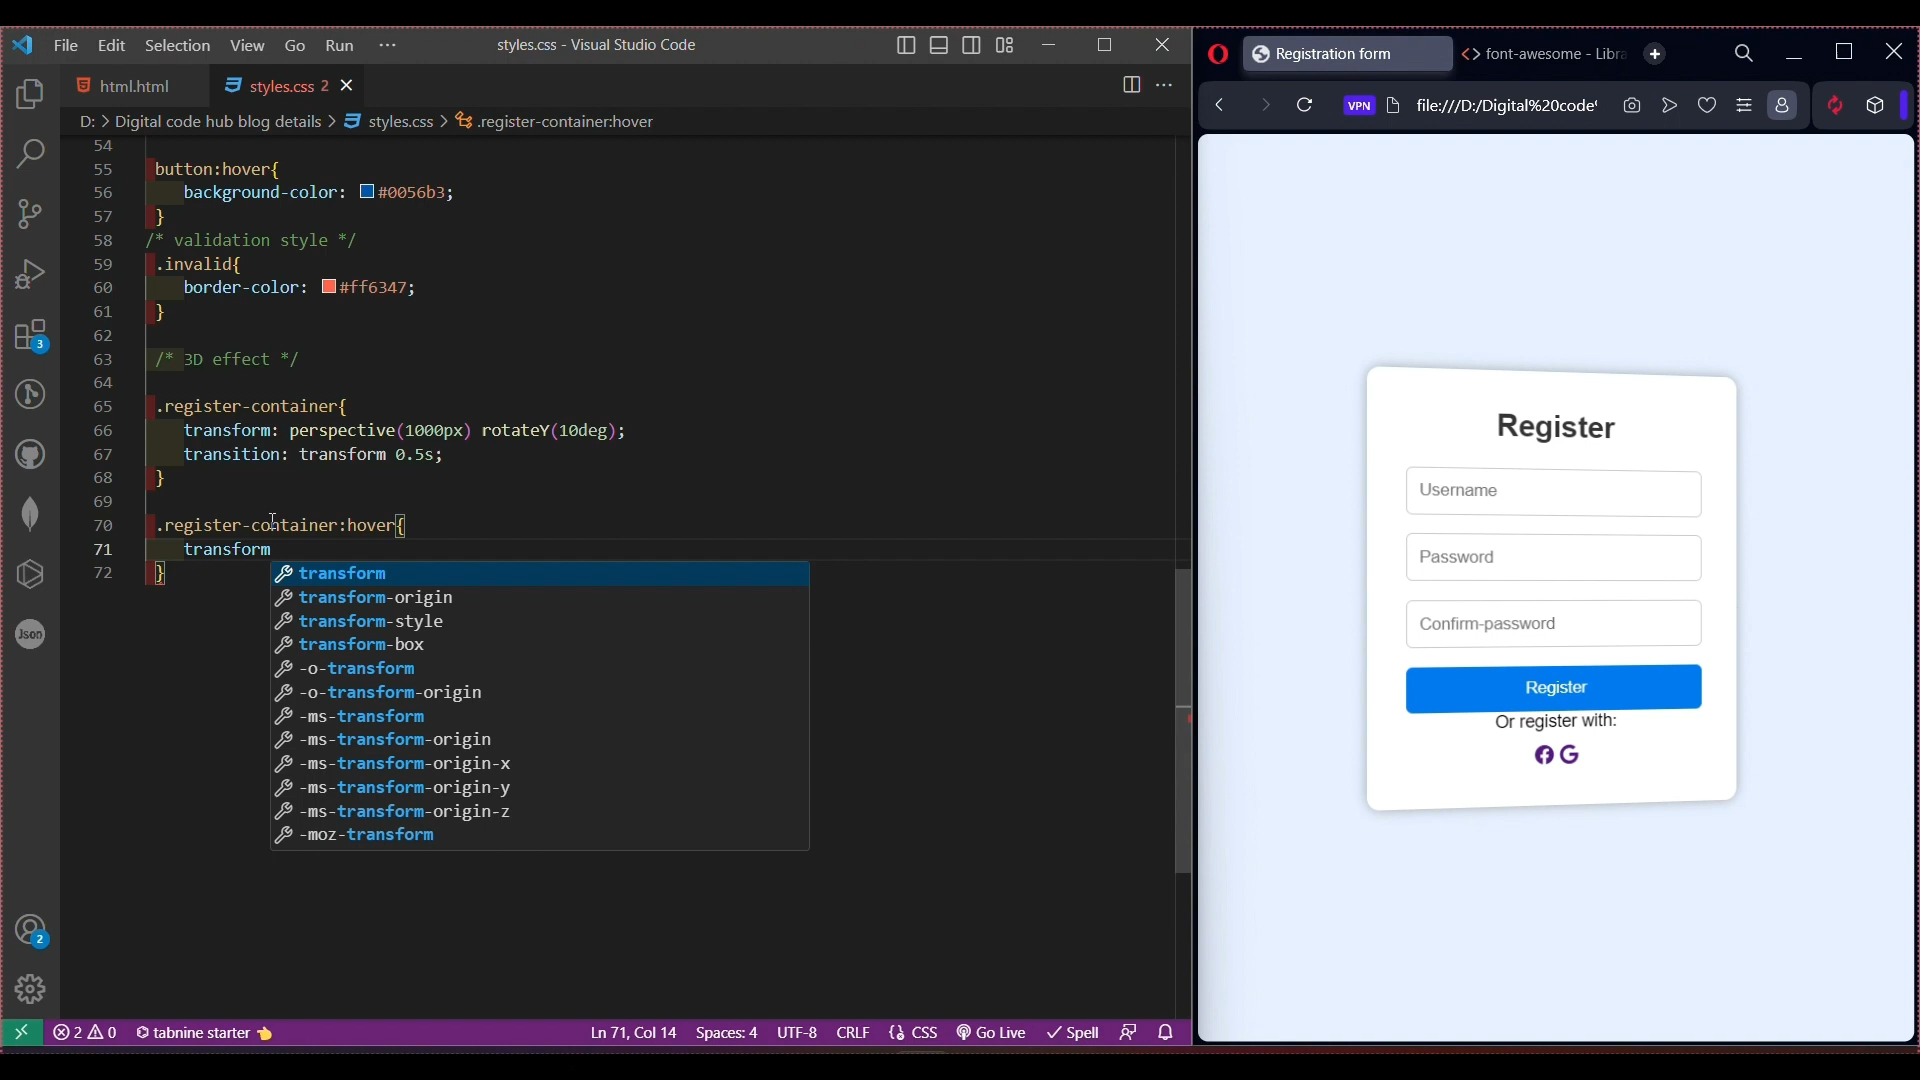 File Edit Selection View Go Run ···
styles.css - Visual Studio Code
html.html
styles.css 2
D: > Digital code hub blog details > styles.css > .register-container:hover
54
55 button:hover{
56 background-color: #0056b3;
57 }
58 /* validation style */
59 .invalid{
60 border-color: #ff6347;
61 }
62
63 /* 3D effect */
64
65 .register-container{
66 transform: perspective(1000px) rotateY(10deg);
67 transition: transform 0.5s;
68 }
69
70 .register-container:hover{
71 transform
72 }
transform
transform-origin
transform-style
transform-box
-o-transform
-o-transform-origin
-ms-transform
-ms-transform-origin
-ms-transform-origin-x
-ms-transform-origin-y
-ms-transform-origin-z
-moz-transform
3
Json
2
2 0 tabnine starter Ln 71, Col 14 Spaces: 4 UTF-8 CRLF CSS Go Live Spell
Registration form
<> font-awesome - Libra
VPN file:///D:/Digital%20code
Register
Username
Password
Confirm-password
Register
Or register with: